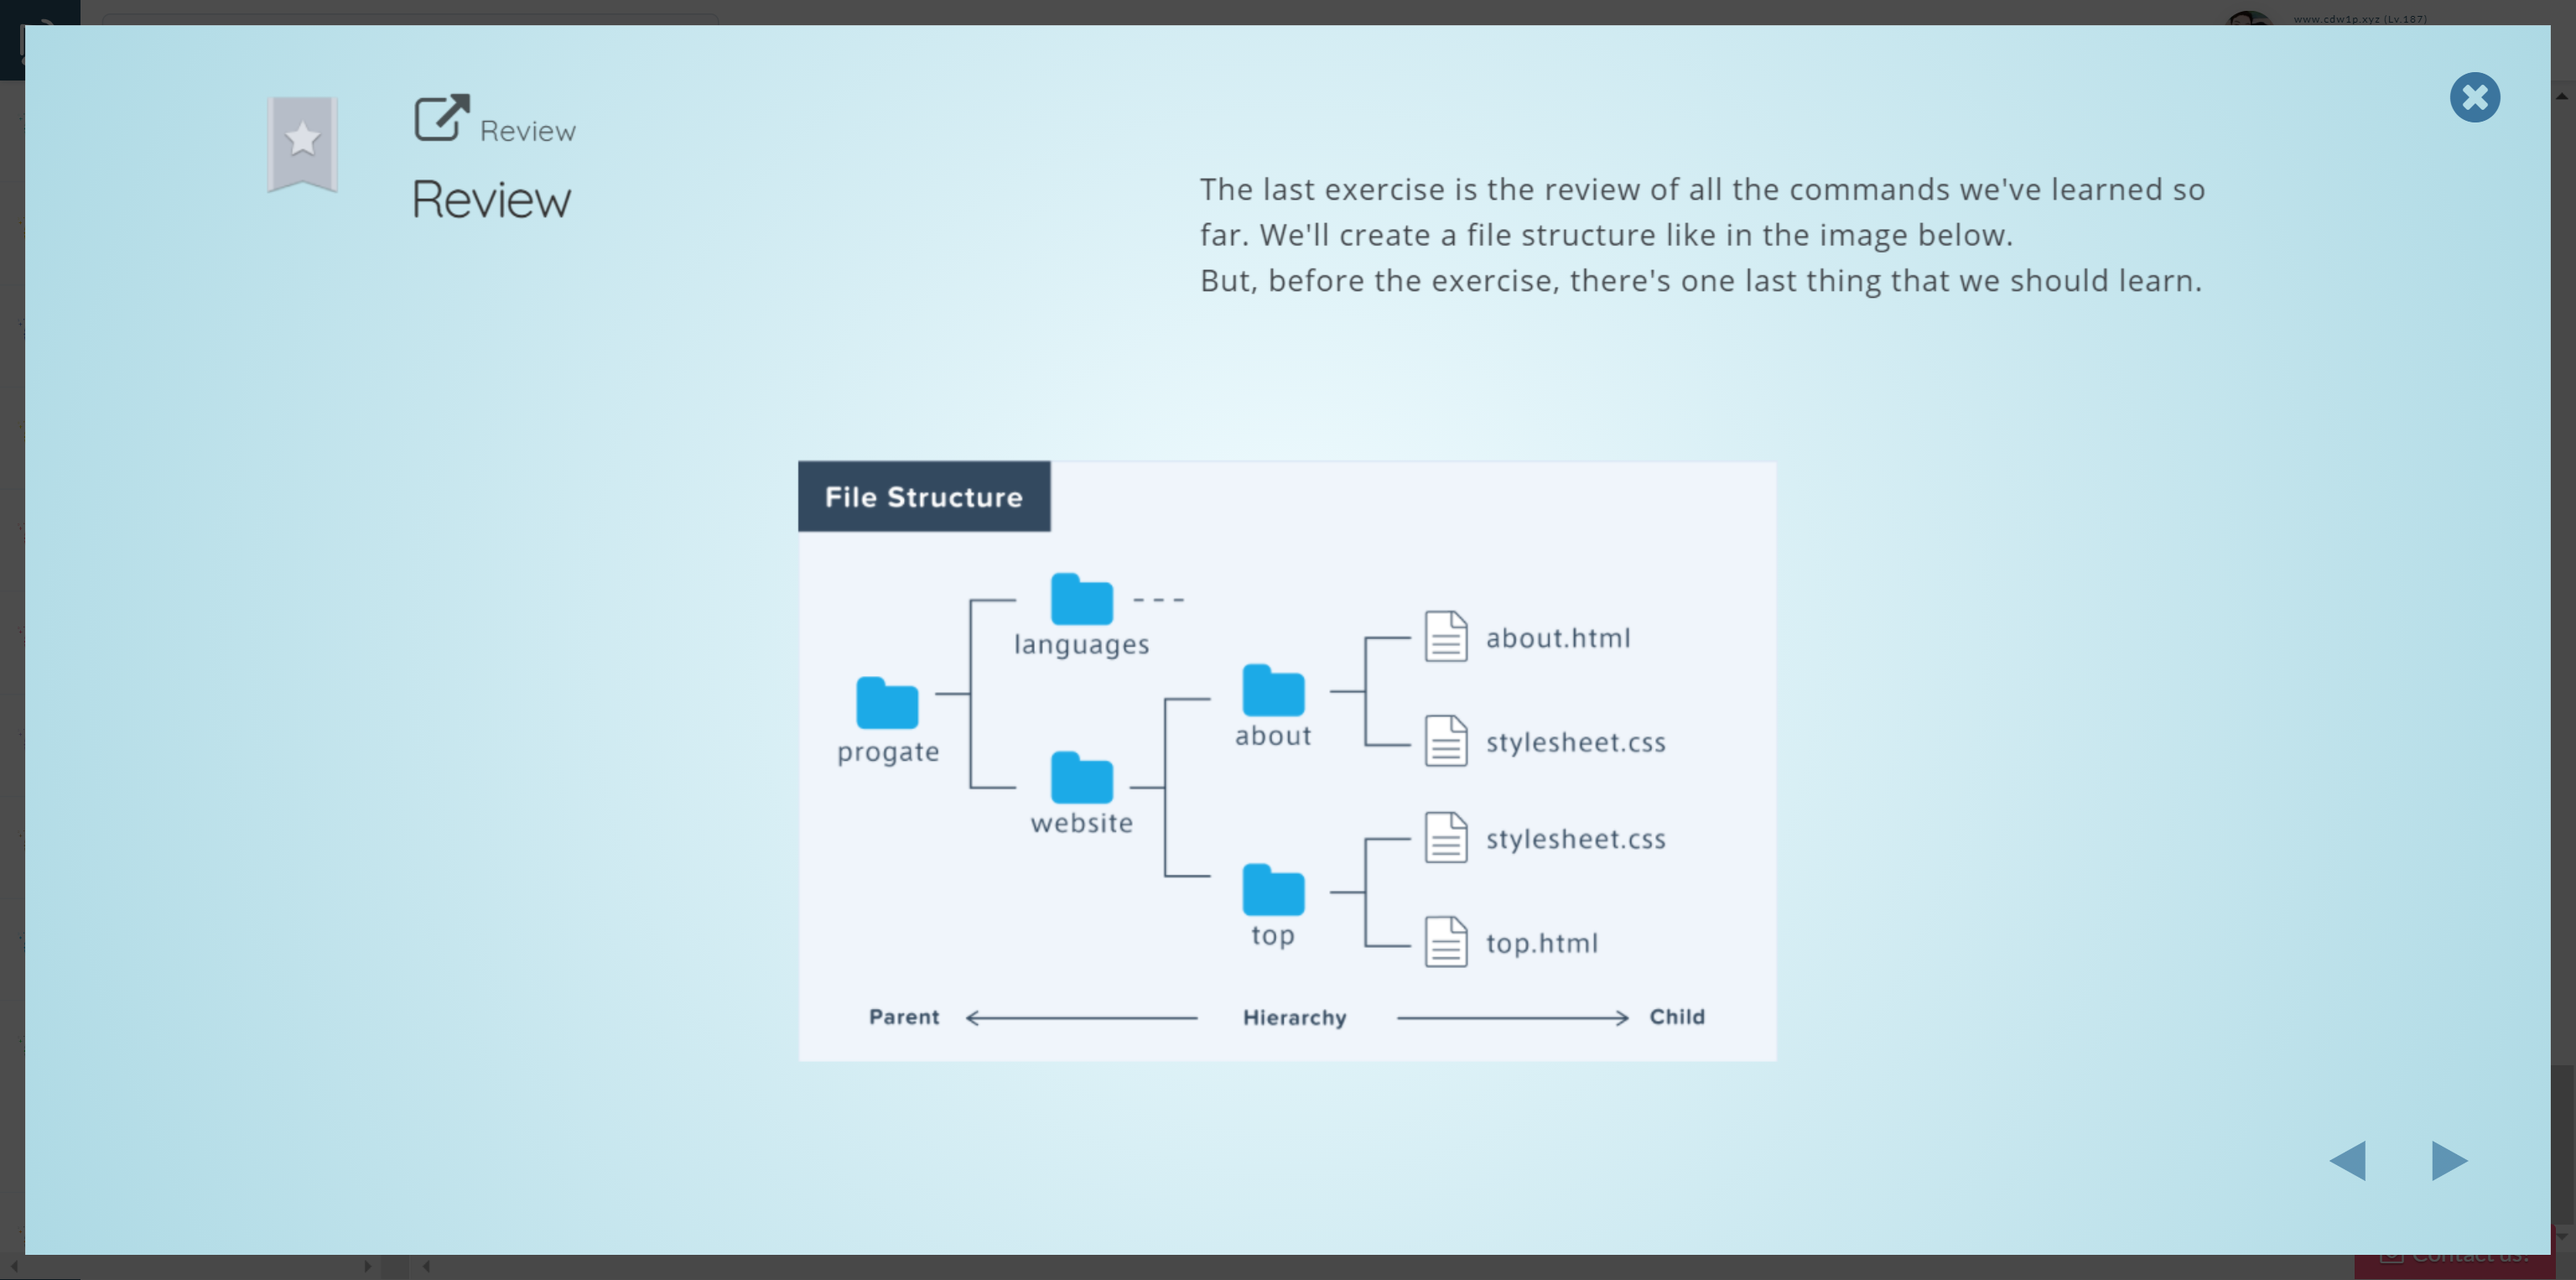 www.cdw1p.xyz (Lv.187)
Review
Review
The last exercise is the review of all the commands we've learned so
far. We'll create a file structure like in the image below.
But, before the exercise, there's one last thing that we should learn.
File Structure
languages
progate
website
about
about.html
stylesheet.css
top
stylesheet.css
top.html
Parent
Hierarchy
Child
Contact us!